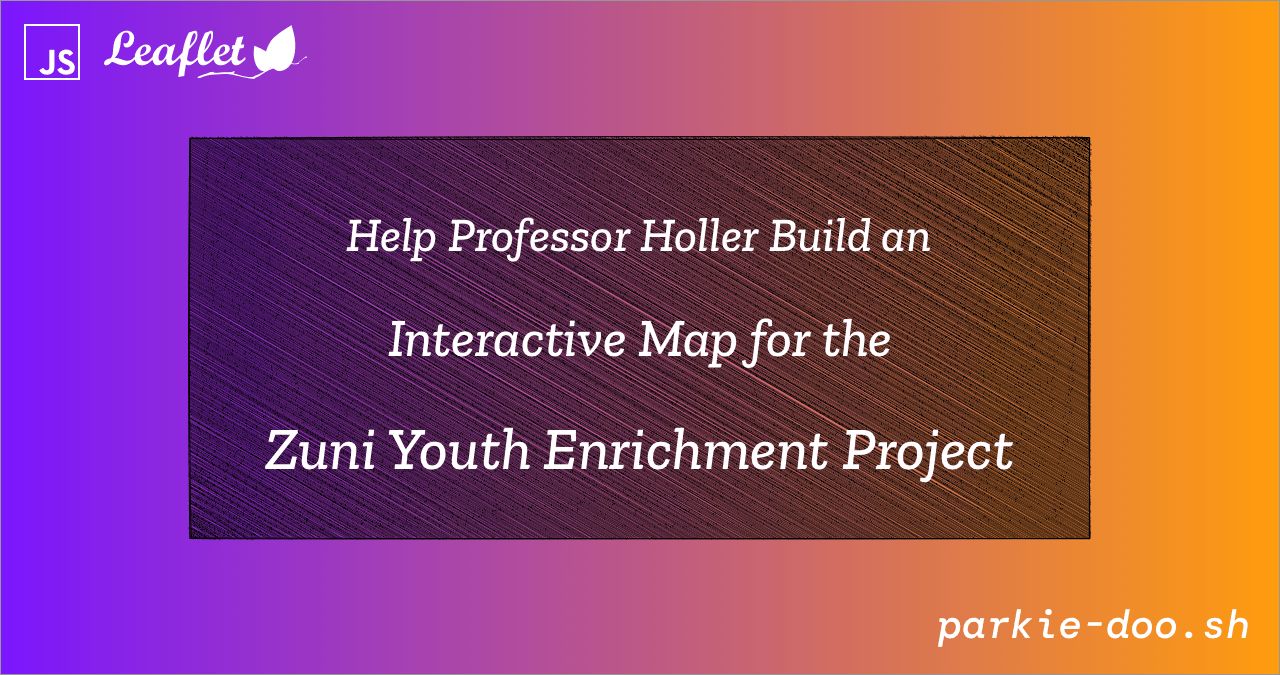 JS Leaflet
Help Professor Holler Build an
Interactive Map for the
Zuni Youth Enrichment Project
parkie-doo.sh